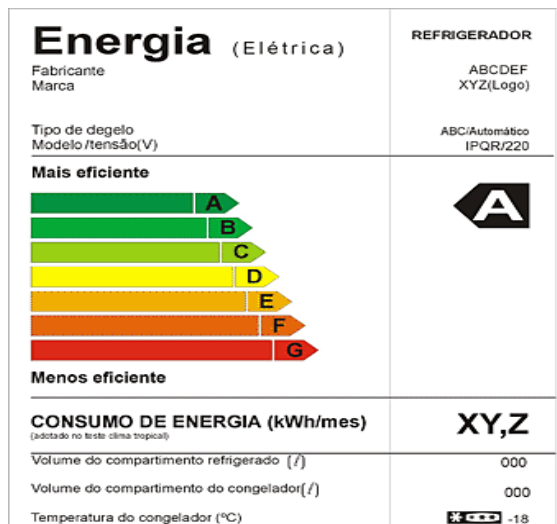 Energia (Elétrica) REFRIGERADOR
Fabricante ABCDEF
Marca XYZ(Logo)
Tipo de degelo ABC/Automático
Modelo/tensão(V) IPQR/220
Mais eficiente
A A
B
C
D
E
F
G
Menos eficiente
CONSUMO DE ENERGIA (kWh/mes) XY,Z
(adotado no teste clima tropical)
Volume do compartimento refrigerado (ℓ) 000
Volume do compartimento do congelador(ℓ) 000
Temperatura do congelador (ºC) -18